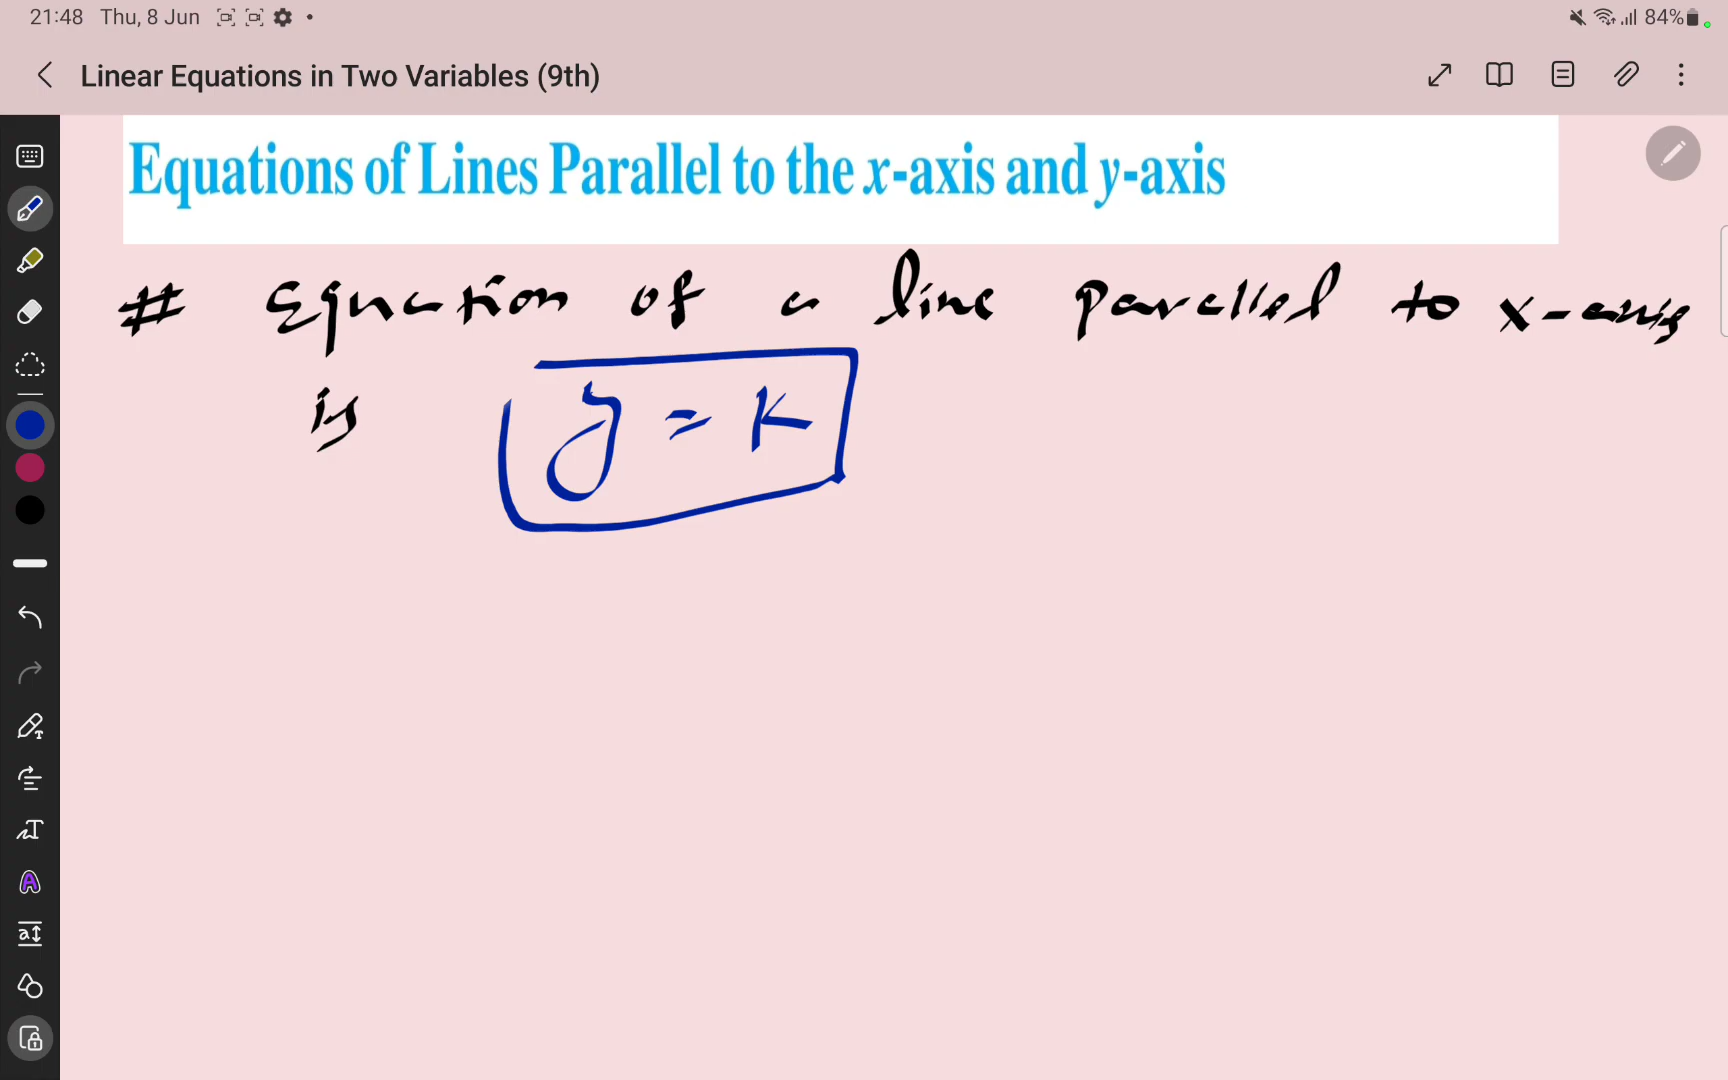 21:48 Thu, 8 Jun 84%
Linear Equations in Two Variables (9th)
Equations of Lines Parallel to the x-axis and y-axis
# Equation of a line parallel to x-axis
is y = k